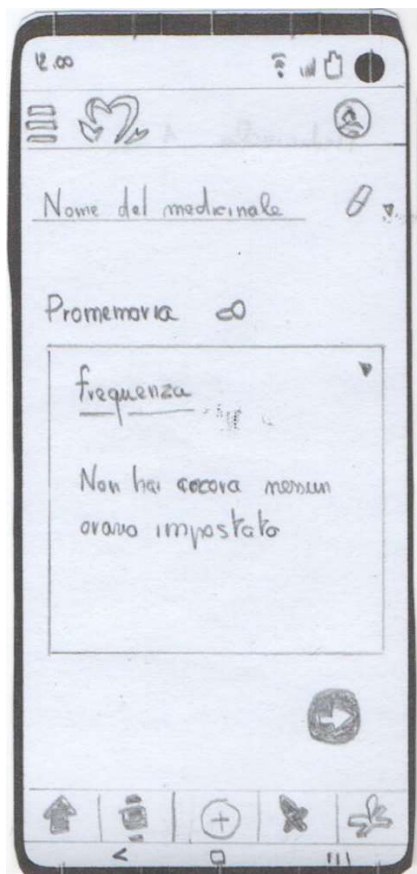 12.00
Nome del medicinale
Promemoria
frequenza
Non hai ancora nessun
orario impostato